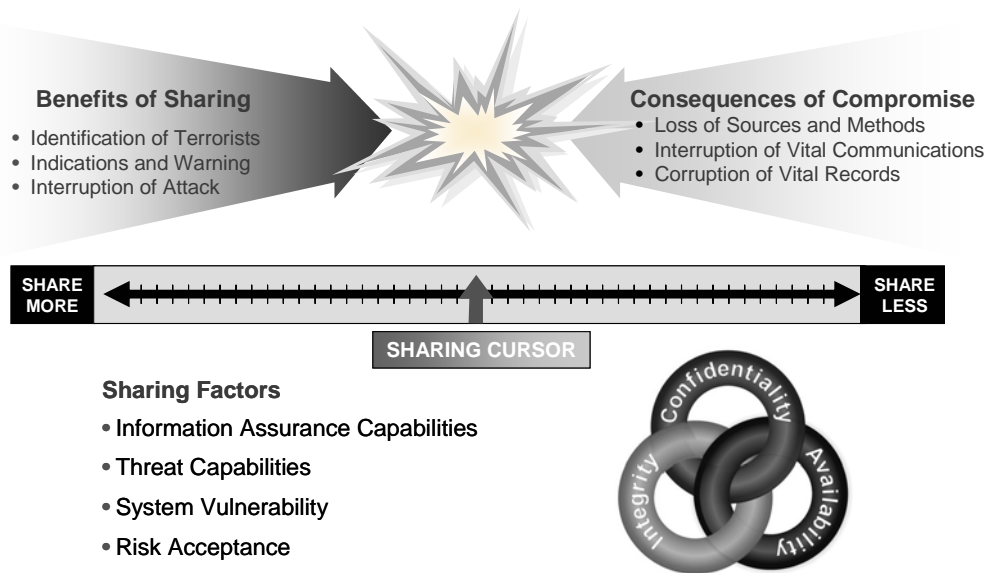 Benefits of Sharing
• Identification of Terrorists
• Indications and Warning
• Interruption of Attack
Consequences of Compromise
• Loss of Sources and Methods
• Interruption of Vital Communications
• Corruption of Vital Records
SHARE
MORE
SHARE
LESS
SHARING CURSOR
Sharing Factors
• Information Assurance Capabilities
• Threat Capabilities
• System Vulnerability
• Risk Acceptance
Confidentiality
Integrity
Availability